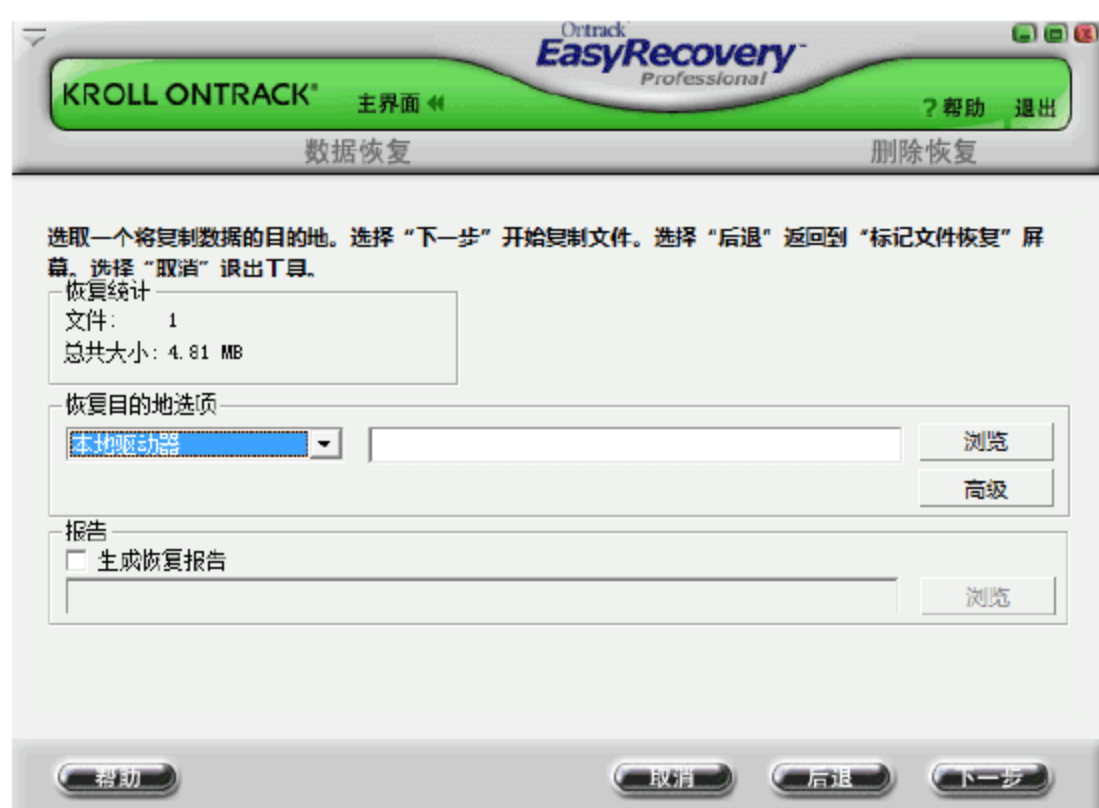 Ontrack
EasyRecovery
Professional
KROLL ONTRACK
主界面
?帮助 退出
数据恢复 删除恢复
选取一个将复制数据的目的地。选择“下一步”开始复制文件。选择“后退”返回到“标记文件恢复”屏
幕。选择“取消”退出工具。
恢复统计
文件: 1
总共大小: 4.81 MB
恢复目的地选项
本地驱动器 浏览
高级
报告
生成恢复报告
浏览
帮助 取消 后退 下一步